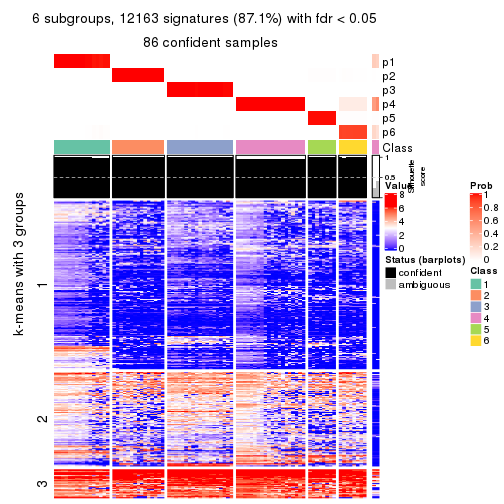 6 subgroups, 12163 signatures (87.1%) with fdr < 0.05
86 confident samples
p1
p2
p3
p4
p5
p6
Class
1
0.5
Silhouette
score
k-means with 3 groups
1
2
3
Value
8
6
4
2
0
Status (barplots)
confident
ambiguous
Prob
1
0.8
0.6
0.4
0.2
0
Class
1
2
3
4
5
6